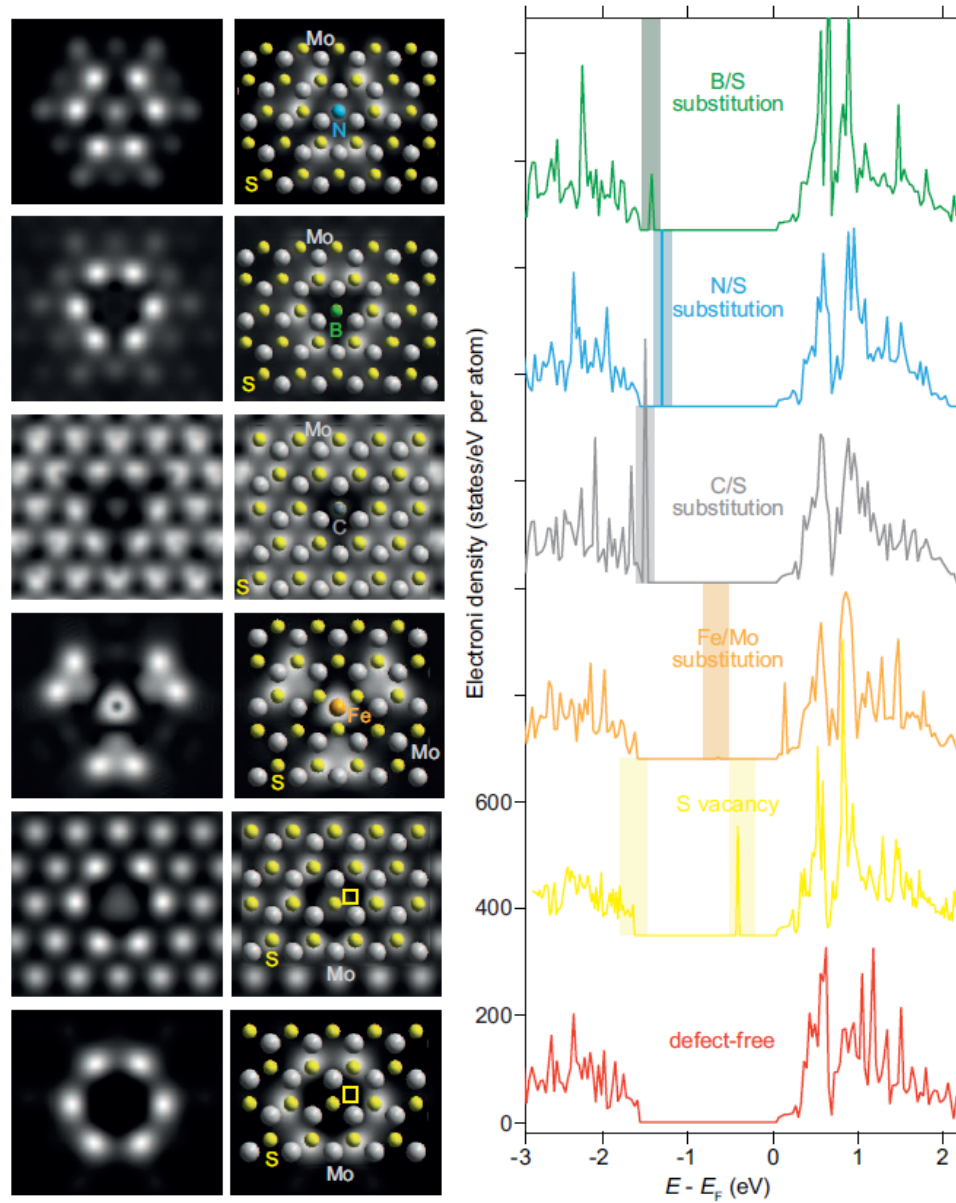 Mo
N
S
Mo
B
S
Mo
C
S
Fe
Mo
S
S
Mo
S
Mo
Electroni density (states/eV per atom)
B/S
substitution
N/S
substitution
C/S
substitution
Fe/Mo
substitution
600
S vacancy
400
200
defect-free
0
-3
-2
-1
0
1
2
E - E_F (eV)